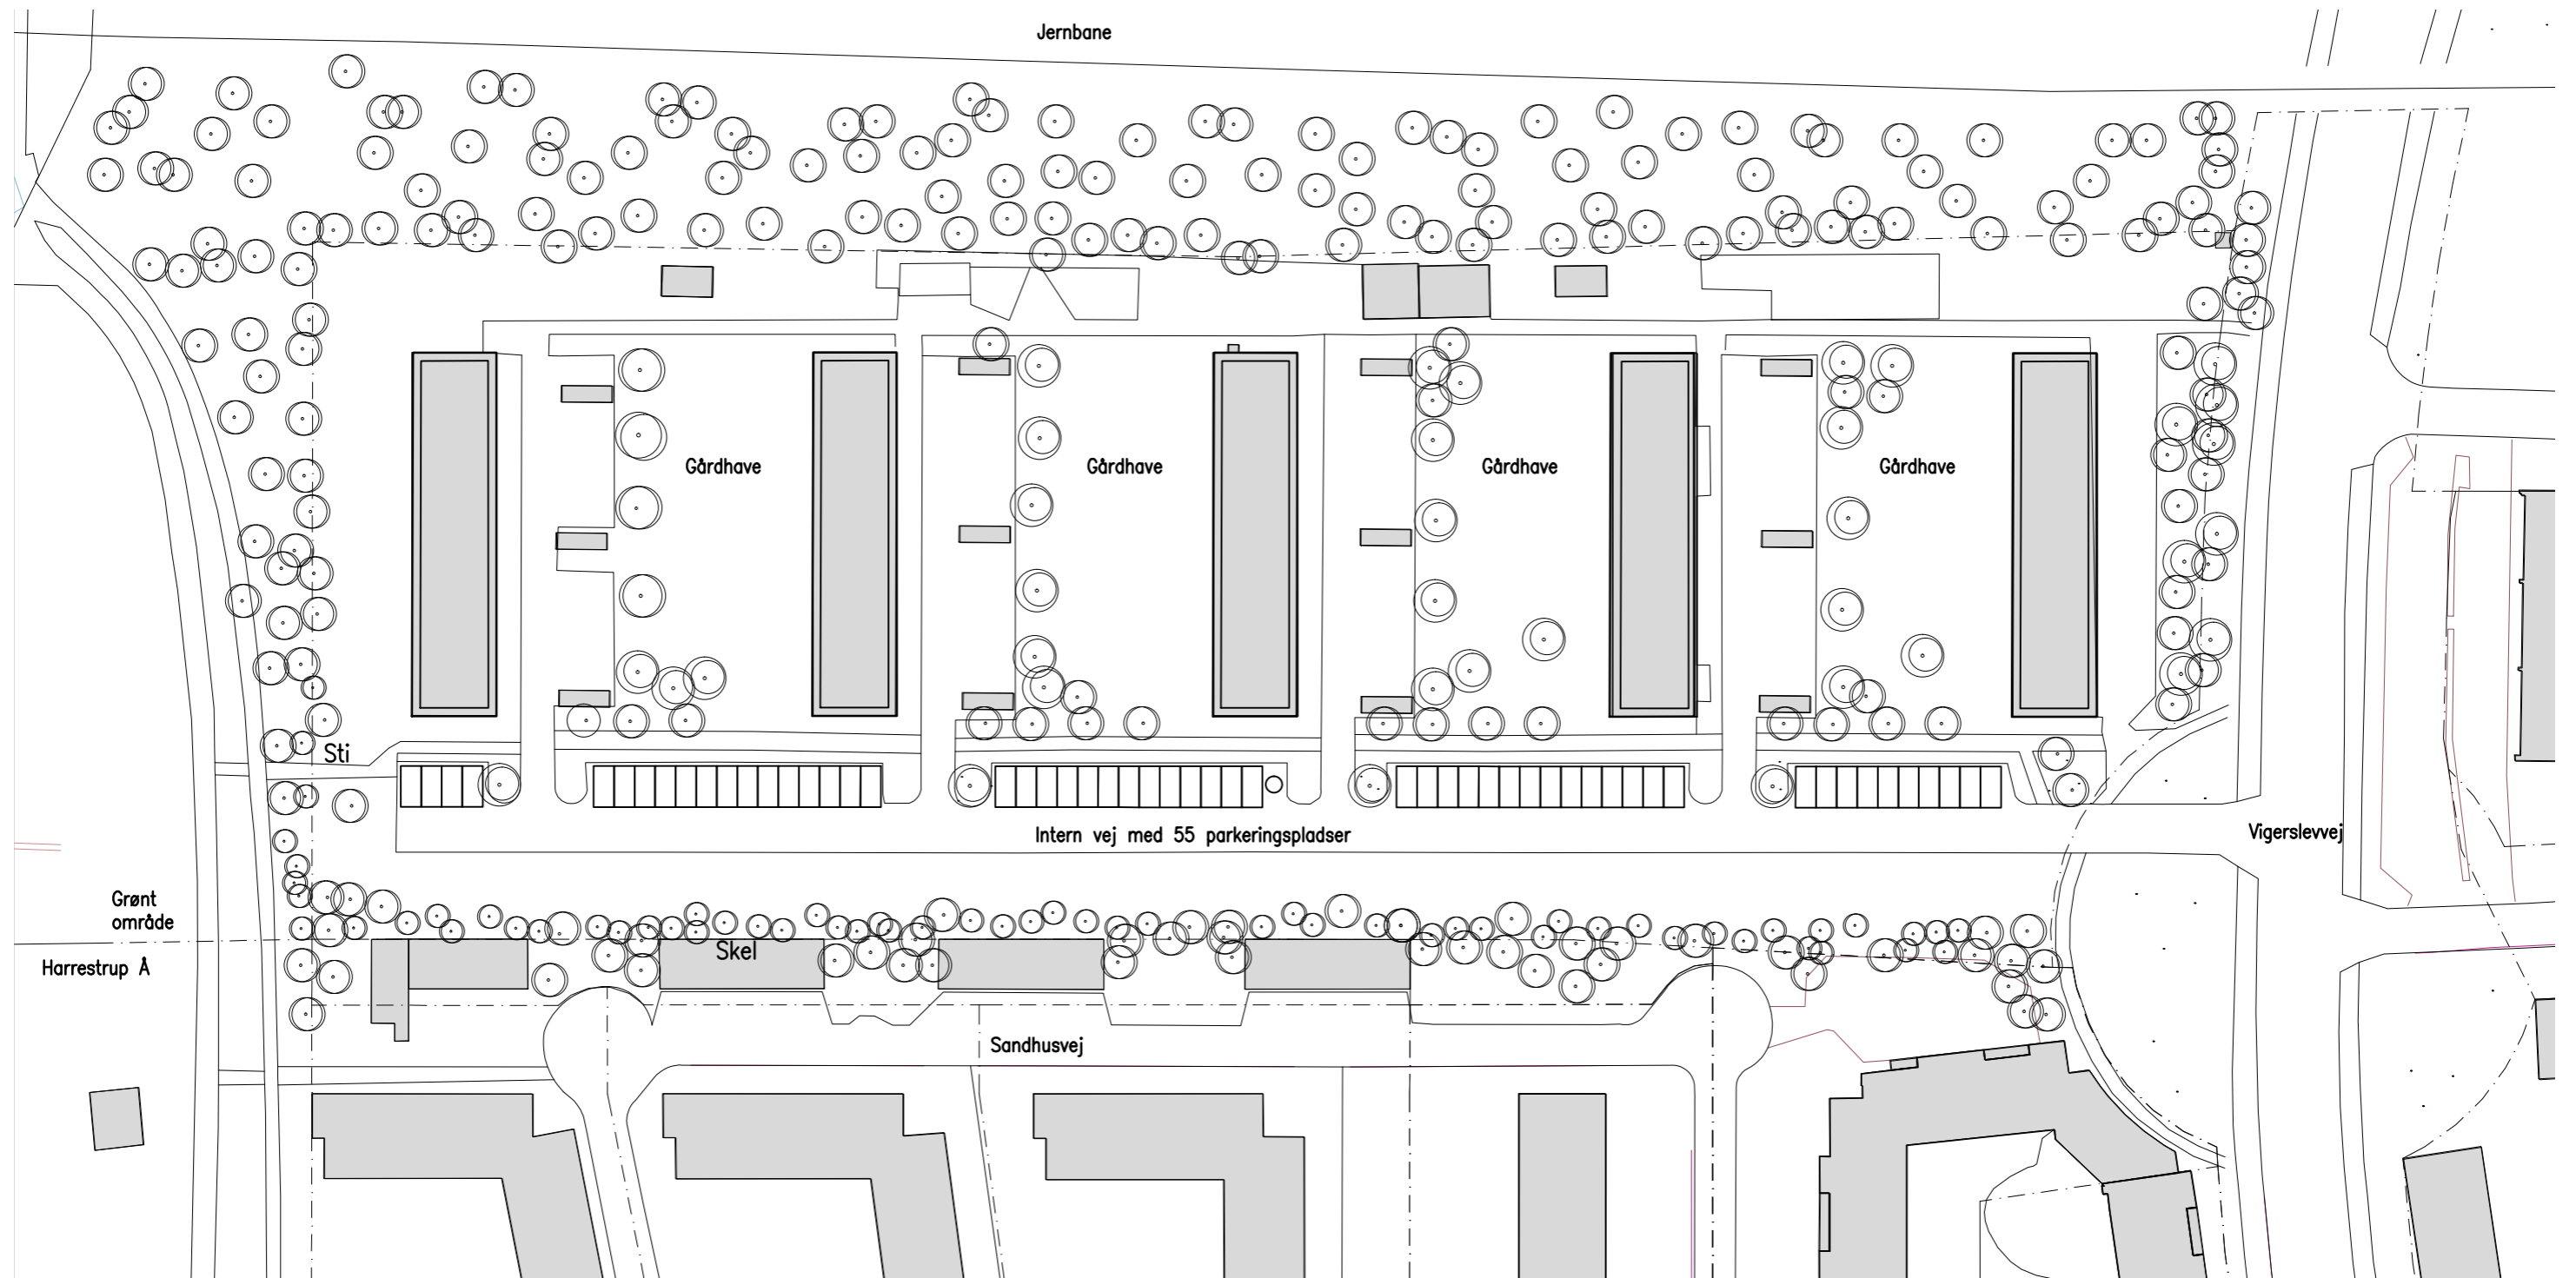 Jernbane
Gårdhave
Gårdhave
Gårdhave
Gårdhave
Sti
Intern vej med 55 parkeringspladser
Vigerslevvej
Grønt
område
Skel
Harrestrup Å
Sandhusvej